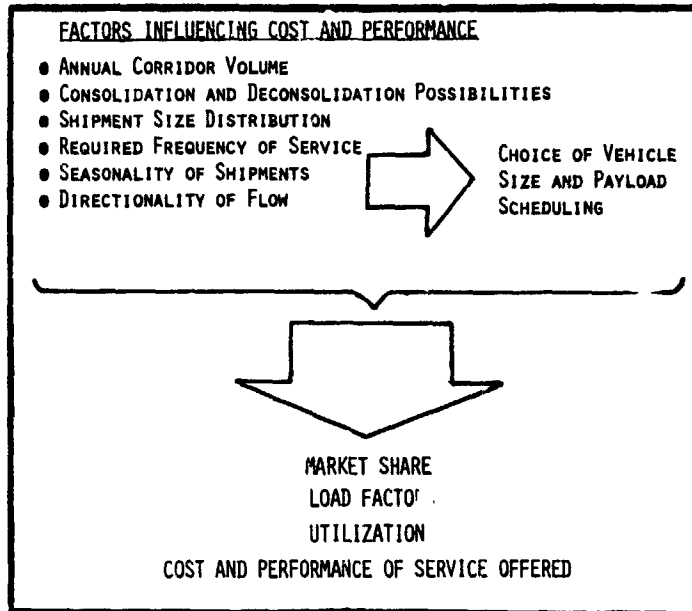 FACTORS INFLUENCING COST AND PERFORMANCE
● ANNUAL CORRIDOR VOLUME
● CONSOLIDATION AND DECONSOLIDATION POSSIBILITIES
● SHIPMENT SIZE DISTRIBUTION
● REQUIRED FREQUENCY OF SERVICE
● SEASONALITY OF SHIPMENTS
● DIRECTIONALITY OF FLOW
CHOICE OF VEHICLE
SIZE AND PAYLOAD
SCHEDULING
MARKET SHARE
LOAD FACTOR
UTILIZATION
COST AND PERFORMANCE OF SERVICE OFFERED